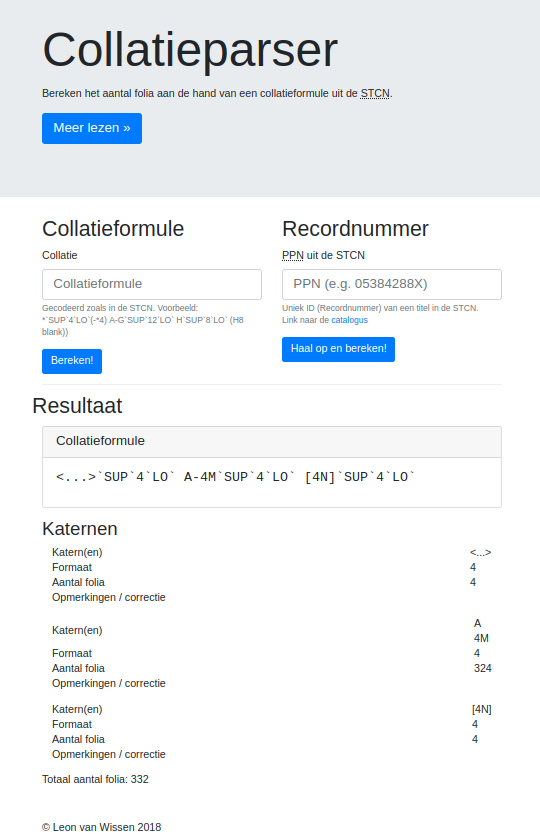 Collatieparser
Bereken het aantal folia aan de hand van een collatieformule uit de STCN.
Meer lezen »
Collatieformule
Collatie
Collatieformule
Gecodeerd zoals in de STCN. Voorbeeld:
*`SUP`4`LO`(-*4) A-G`SUP`12`LO` H`SUP`8`LO` (H8
blank))
Bereken!
Recordnummer
PPN uit de STCN
PPN (e.g. 05384288X)
Uniek ID (Recordnummer) van een titel in de STCN.
Link naar de catalogus
Haal op en bereken!
Resultaat
Collatieformule
<...>`SUP`4`LO` A-4M`SUP`4`LO` [4N]`SUP`4`LO`
Katernen
Katern(en) <...>
Formaat 4
Aantal folia 4
Opmerkingen / correctie
Katern(en) A
4M
Formaat 4
Aantal folia 324
Opmerkingen / correctie
Katern(en) [4N]
Formaat 4
Aantal folia 4
Opmerkingen / correctie
Totaal aantal folia: 332
© Leon van Wissen 2018